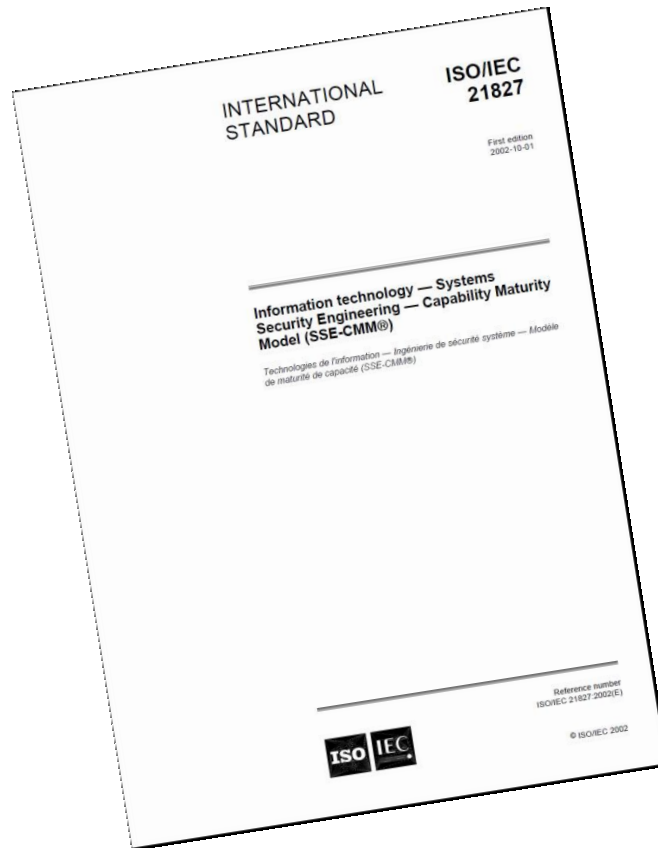 INTERNATIONAL
STANDARD
ISO/IEC
21827
First edition
2002-10-01
Information technology — Systems
Security Engineering — Capability Maturity
Model (SSE-CMM®)
Technologies de l'information — Ingénierie de sécurité système — Modèle
de maturité de capacité (SSE-CMM®)
Reference number
ISO/IEC 21827:2002(E)
ISO IEC
© ISO/IEC 2002